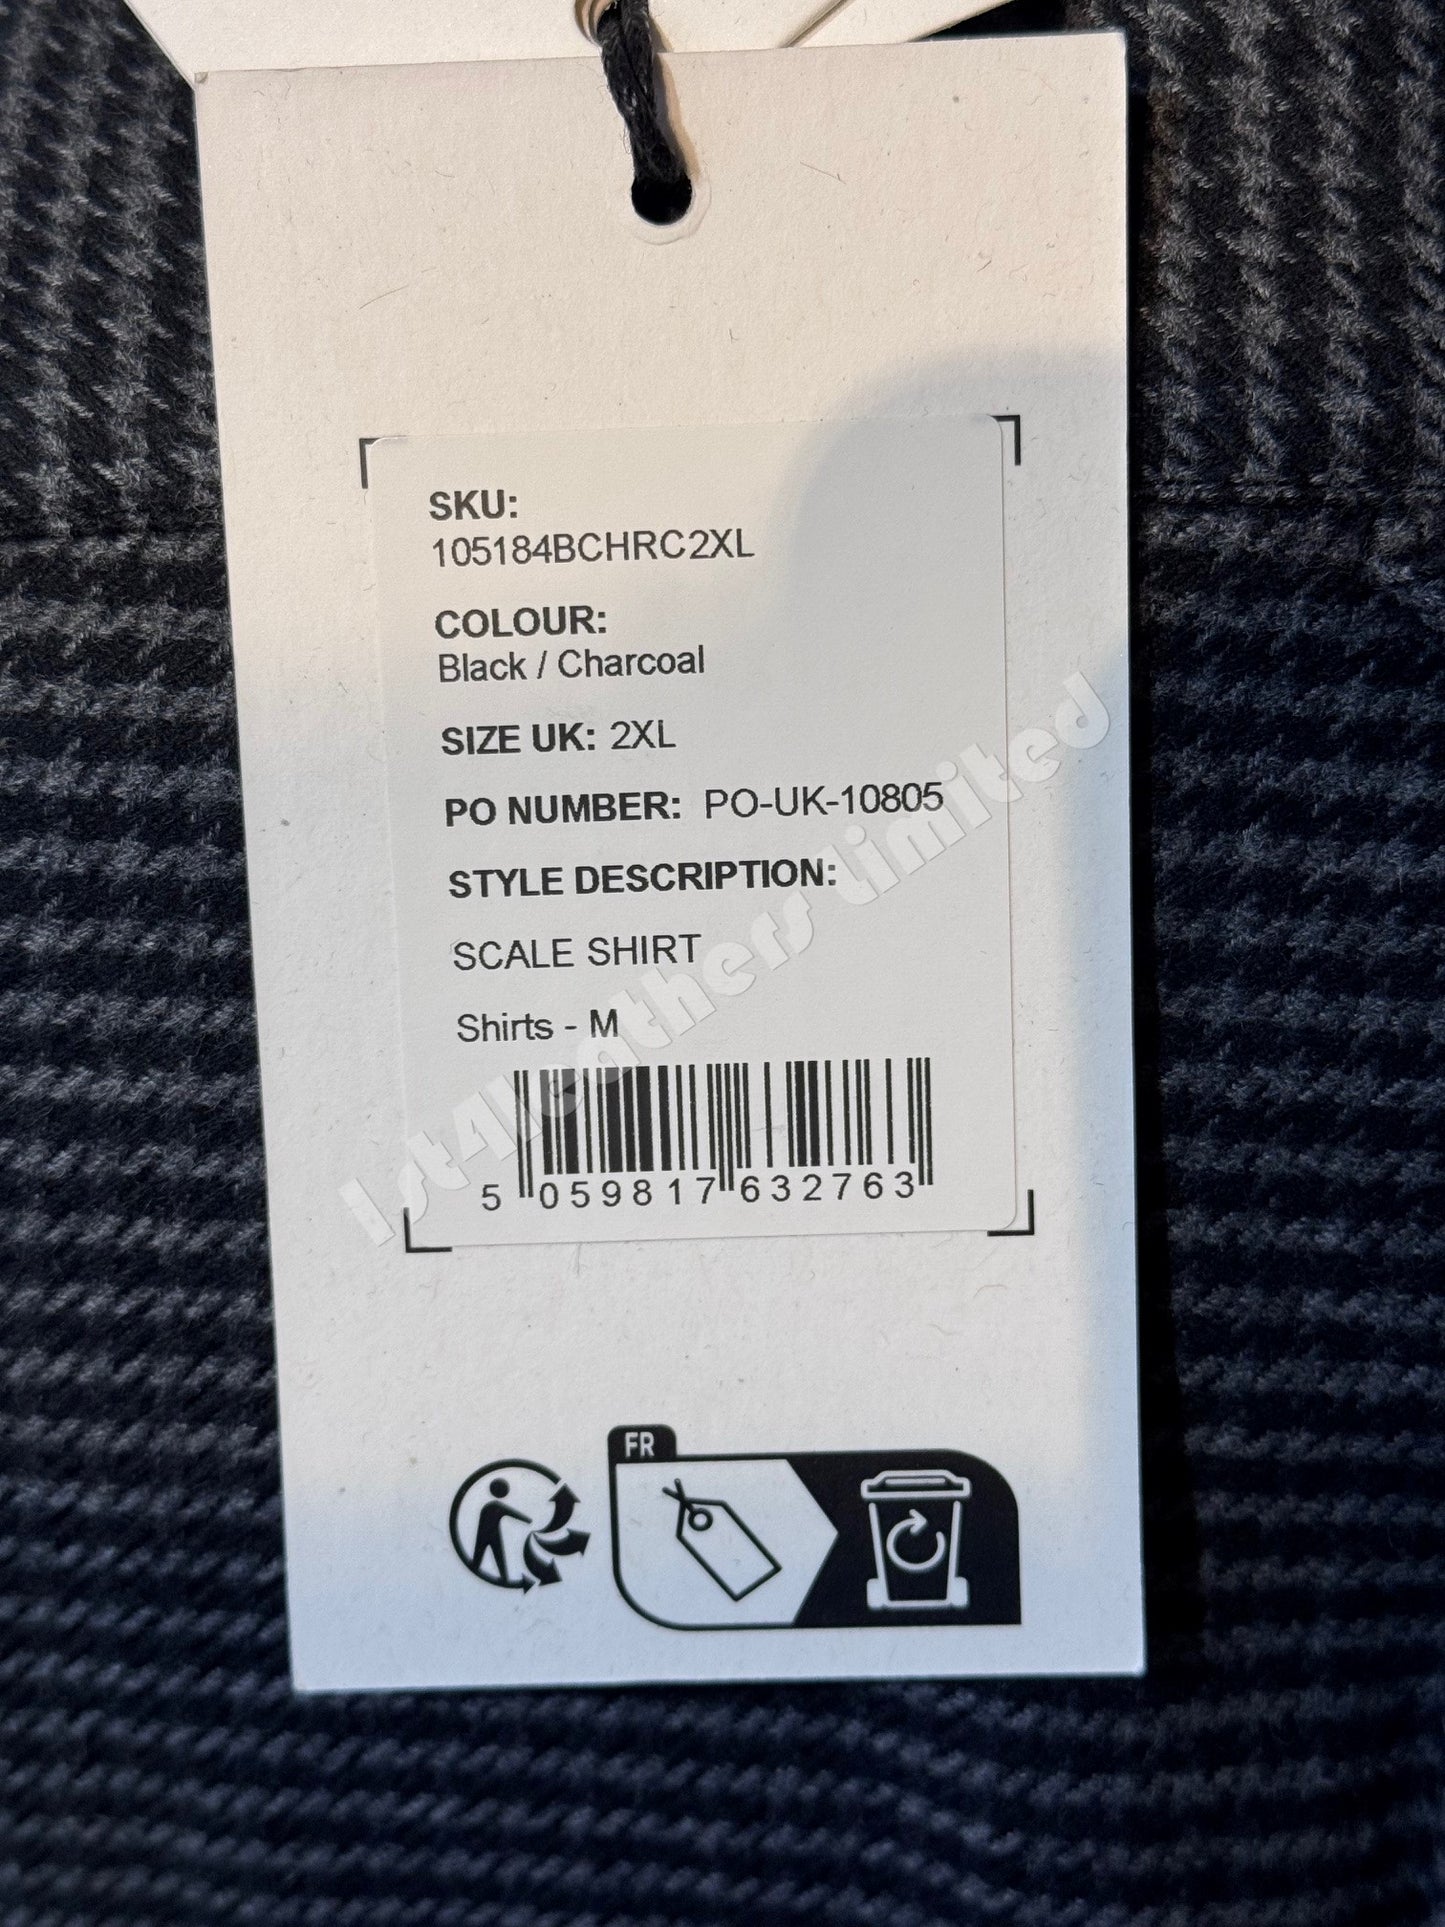 SKU:
105184BCHRC2XL
COLOUR:
Black / Charcoal
SIZE UK: 2XL
PO NUMBER: PO-UK-10805
STYLE DESCRIPTION:
SCALE SHIRT
Shirts - M
5 059817 632763
1st4leathers limited
FR